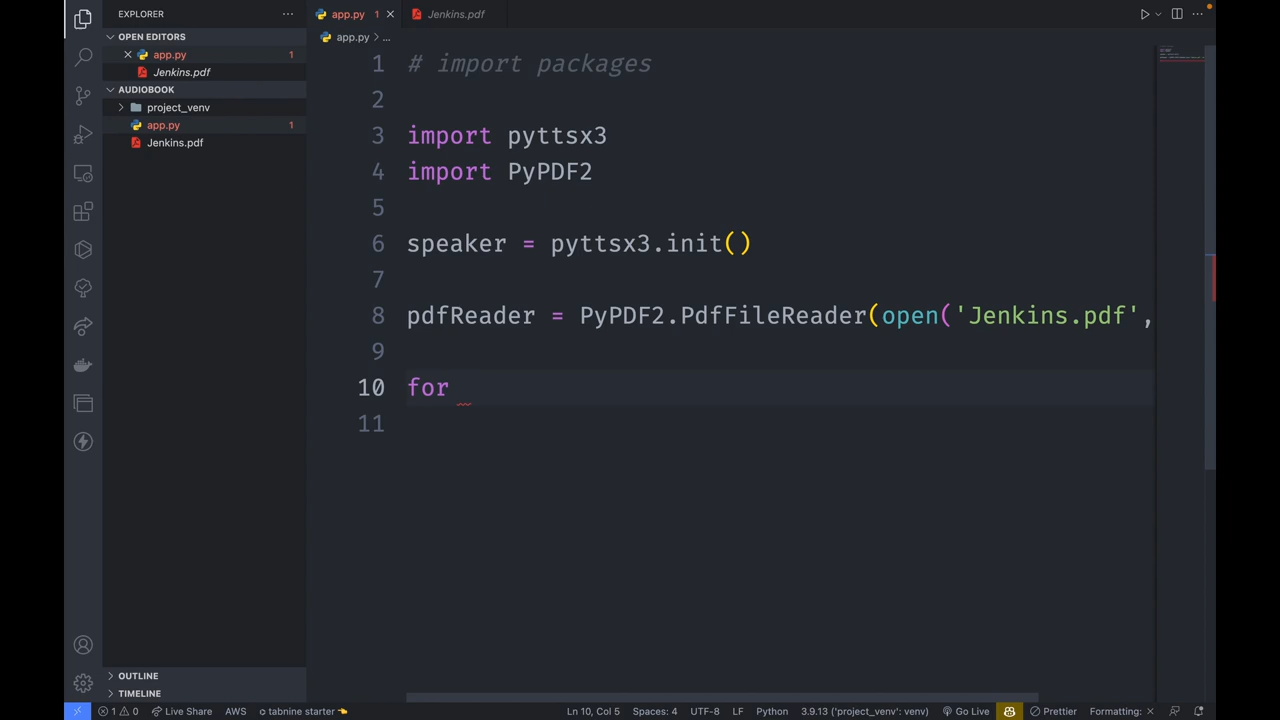 EXPLORER
OPEN EDITORS
app.py 1
Jenkins.pdf
AUDIOBOOK
project_venv
app.py 1
Jenkins.pdf
OUTLINE
TIMELINE
app.py 1
Jenkins.pdf
app.py > ...
1 # import packages
2
3 import pyttsx3
4 import PyPDF2
5
6 speaker = pyttsx3.init()
7
8 pdfReader = PyPDF2.PdfFileReader(open('Jenkins.pdf',
9
10 for
11
1 0 Live Share AWS tabnine starter Ln 10, Col 5 Spaces: 4 UTF-8 LF Python 3.9.13 ('project_venv': venv) Go Live Prettier Formatting: ×